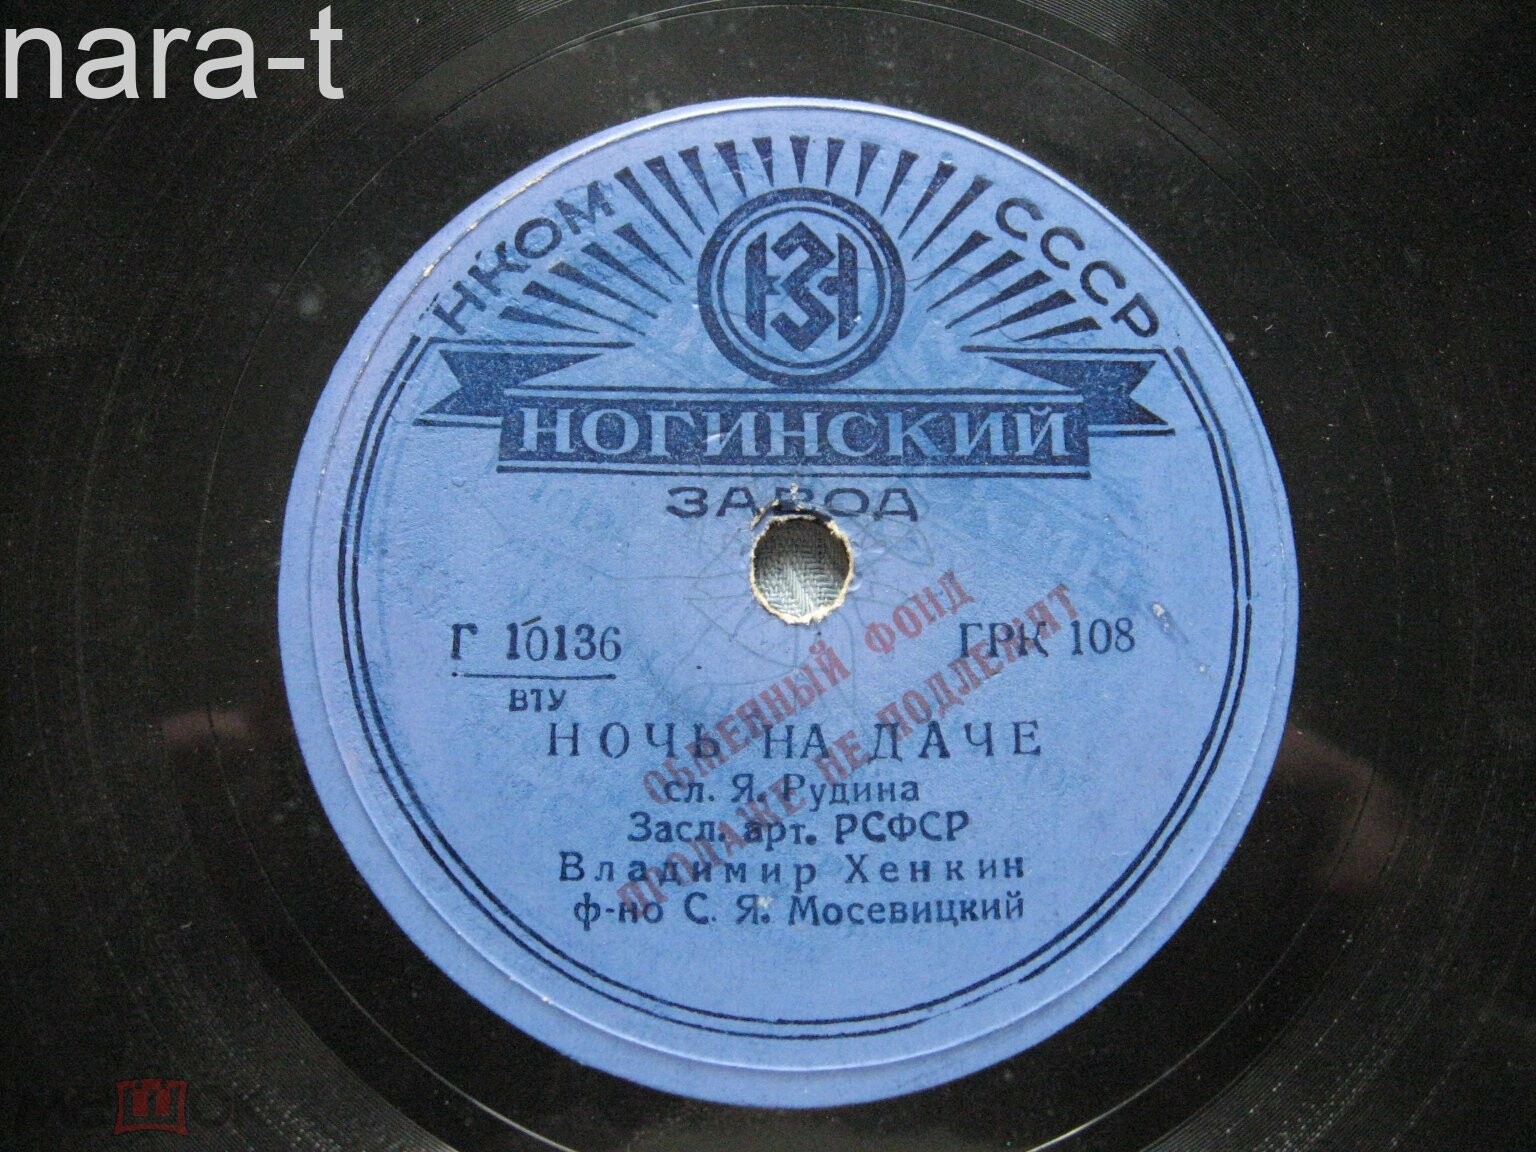 nara-t
НКОМ СССР
НЗН
НОГИНСКИЙ
ЗАВОД
Г 10136
ВТУ
ГРК 108
ОБМЕННЫЙ ФОНД
ПРОДАЖЕ НЕ ПОДЛЕЖИТ
НОЧЬ НА ДАЧЕ
сл. Я. Рудина
Засл. арт. РСФСР
Владимир Хенкин
ф-но С. Я. Мосевицкий